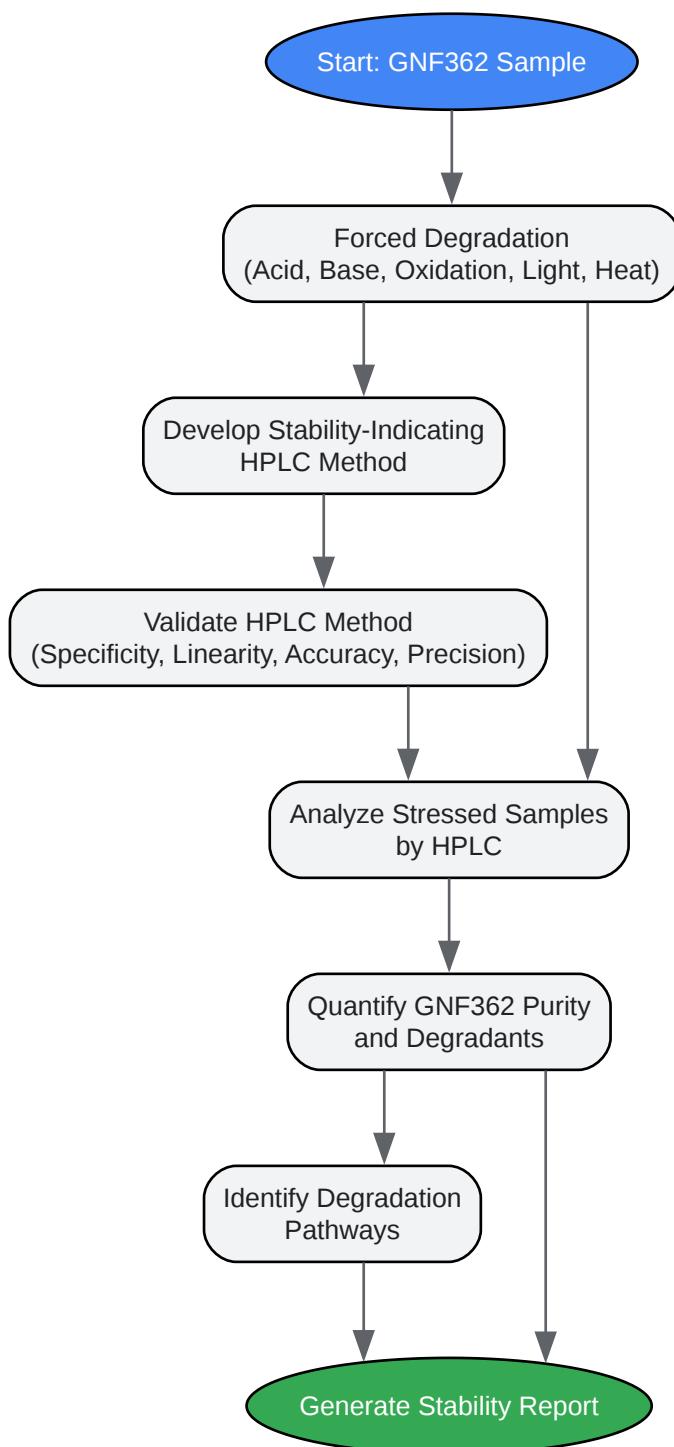 Start: GNF362 Sample
Forced Degradation
(Acid, Base, Oxidation, Light, Heat)
Develop Stability-Indicating
HPLC Method
Validate HPLC Method
(Specificity, Linearity, Accuracy, Precision)
Analyze Stressed Samples
by HPLC
Quantify GNF362 Purity
and Degradants
Identify Degradation
Pathways
Generate Stability Report